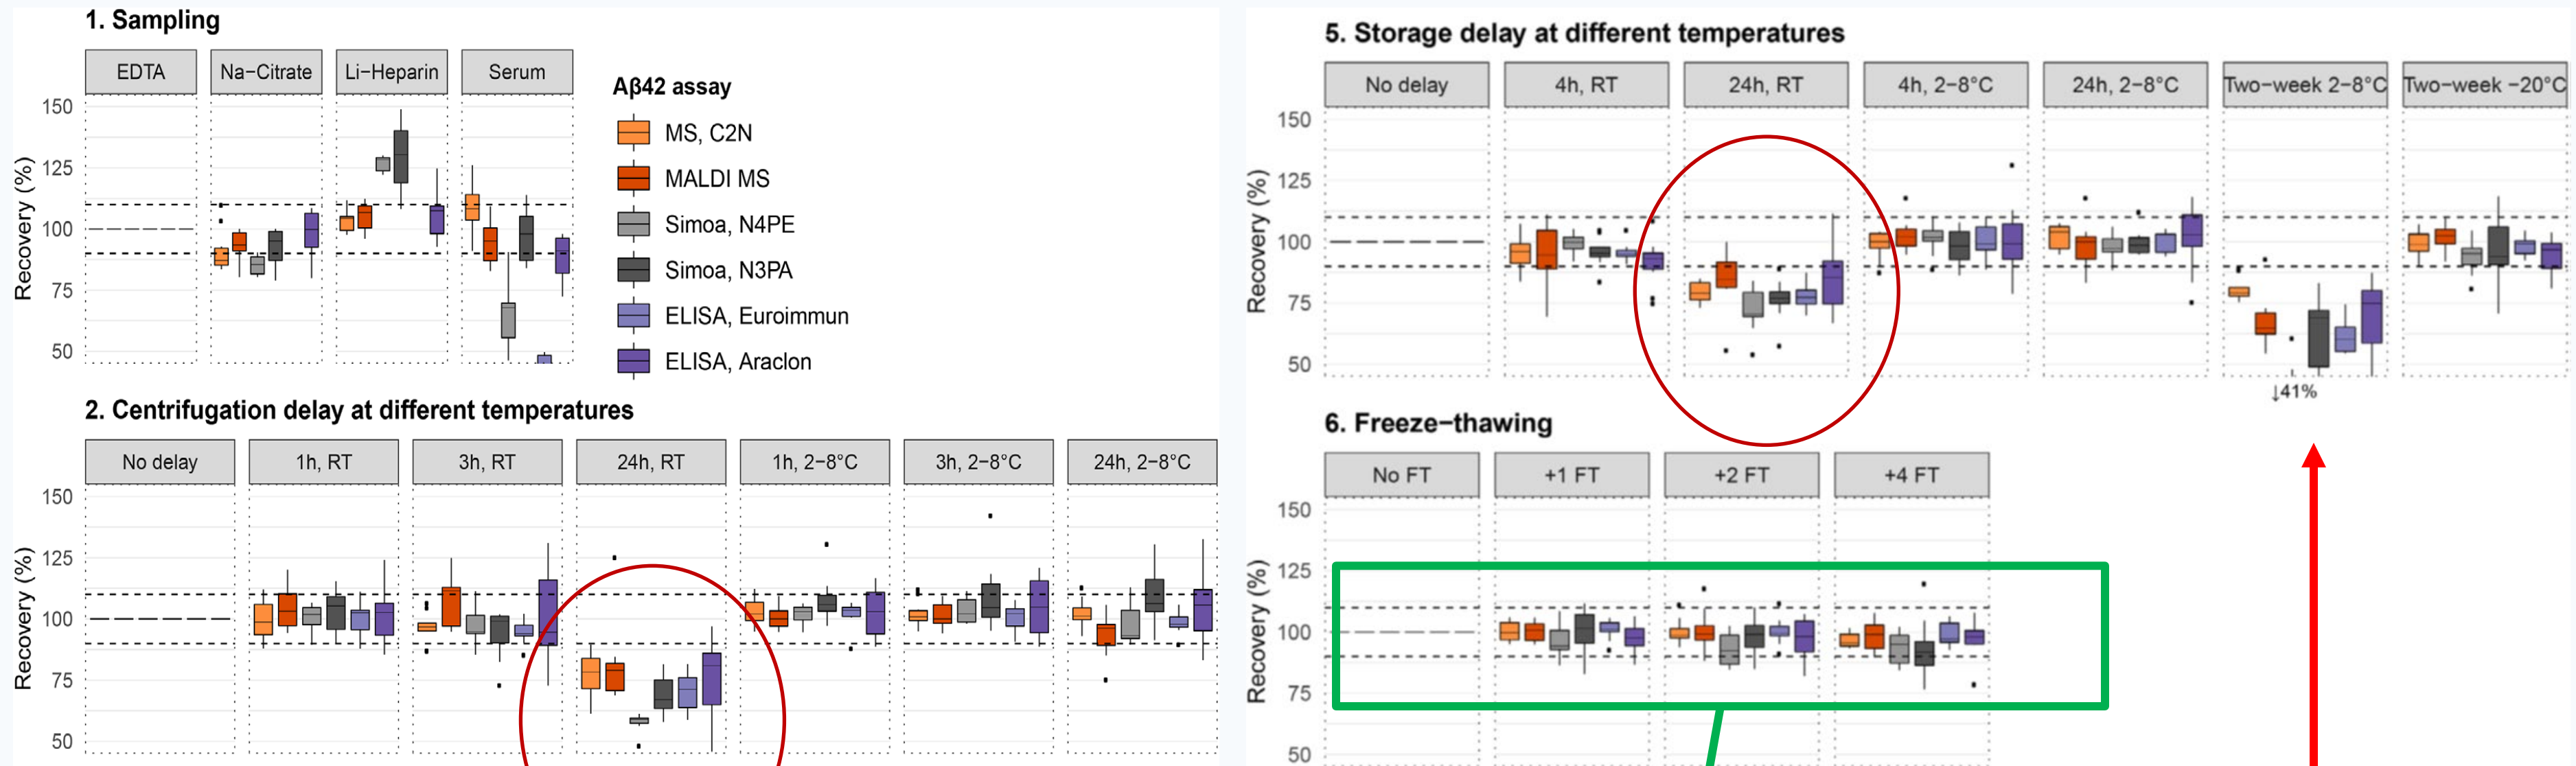 1. Sampling
EDTA
Na−Citrate
Li−Heparin
Serum
150
125
100
75
50
Recovery (%)
Aβ42 assay
MS, C2N
MALDI MS
Simoa, N4PE
Simoa, N3PA
ELISA, Euroimmun
ELISA, Araclon
2. Centrifugation delay at different temperatures
No delay
1h, RT
3h, RT
24h, RT
1h, 2−8°C
3h, 2−8°C
24h, 2−8°C
150
125
100
75
50
Recovery (%)
5. Storage delay at different temperatures
No delay
4h, RT
24h, RT
4h, 2−8°C
24h, 2−8°C
Two−week 2−8°C
Two−week −20°C
150
125
100
75
50
Recovery (%)
↓41%
6. Freeze−thawing
No FT
+1 FT
+2 FT
+4 FT
150
125
100
75
50
Recovery (%)